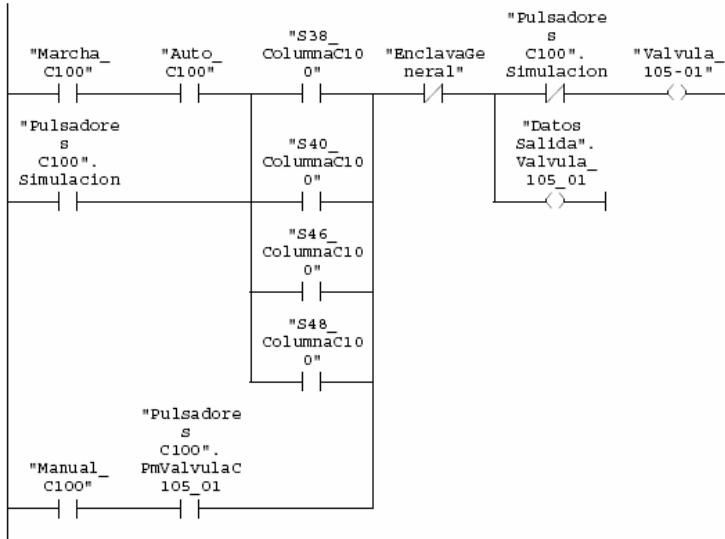 "Marcha_
C100"
"Auto_
C100"
"S38_
ColumnaC10
0"
"EnclavaGe
neral"
"Pulsadore
s
C100".
Simulacion
"Valvula_
105-01"
"Pulsadore
s
C100".
Simulacion
"S40_
ColumnaC10
0"
"Datos
Salida".
Valvula_
105_01
"S46_
ColumnaC10
0"
"S48_
ColumnaC10
0"
"Manual_
C100"
"Pulsadore
s
C100".
PmValvulaC
105_01